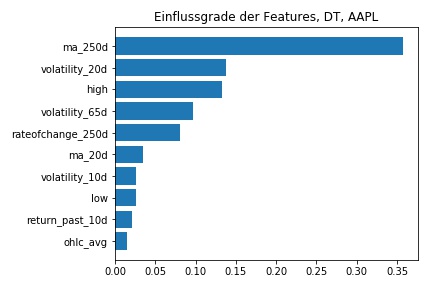 Einflussgrade der Features, DT, AAPL
ma_250d
volatility_20d
high
volatility_65d
rateofchange_250d
ma_20d
volatility_10d
low
return_past_10d
ohlc_avg
0.00 0.05 0.10 0.15 0.20 0.25 0.30 0.35